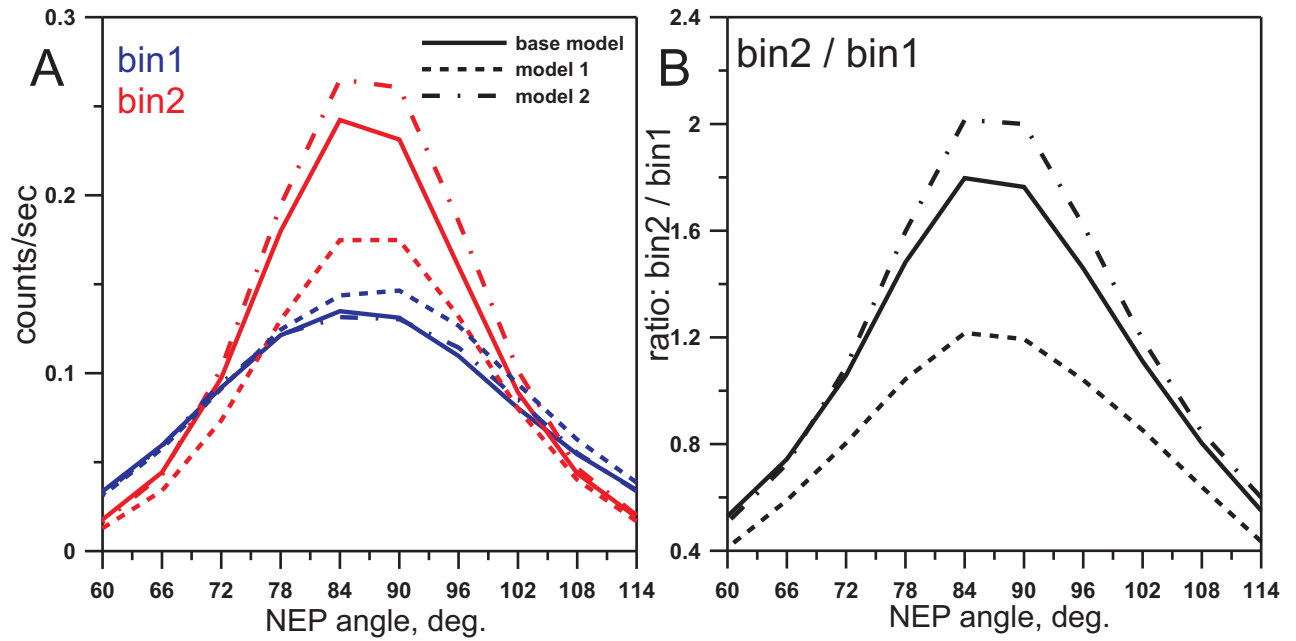 A
bin1
bin2
base model
model 1
model 2
counts/sec
0.3
0.2
0.1
0
60 66 72 78 84 90 96 102 108 114
NEP angle, deg.
B
bin2 / bin1
ratio: bin2 / bin1
2.4
2
1.6
1.2
0.8
0.4
60 66 72 78 84 90 96 102 108 114
NEP angle, deg.